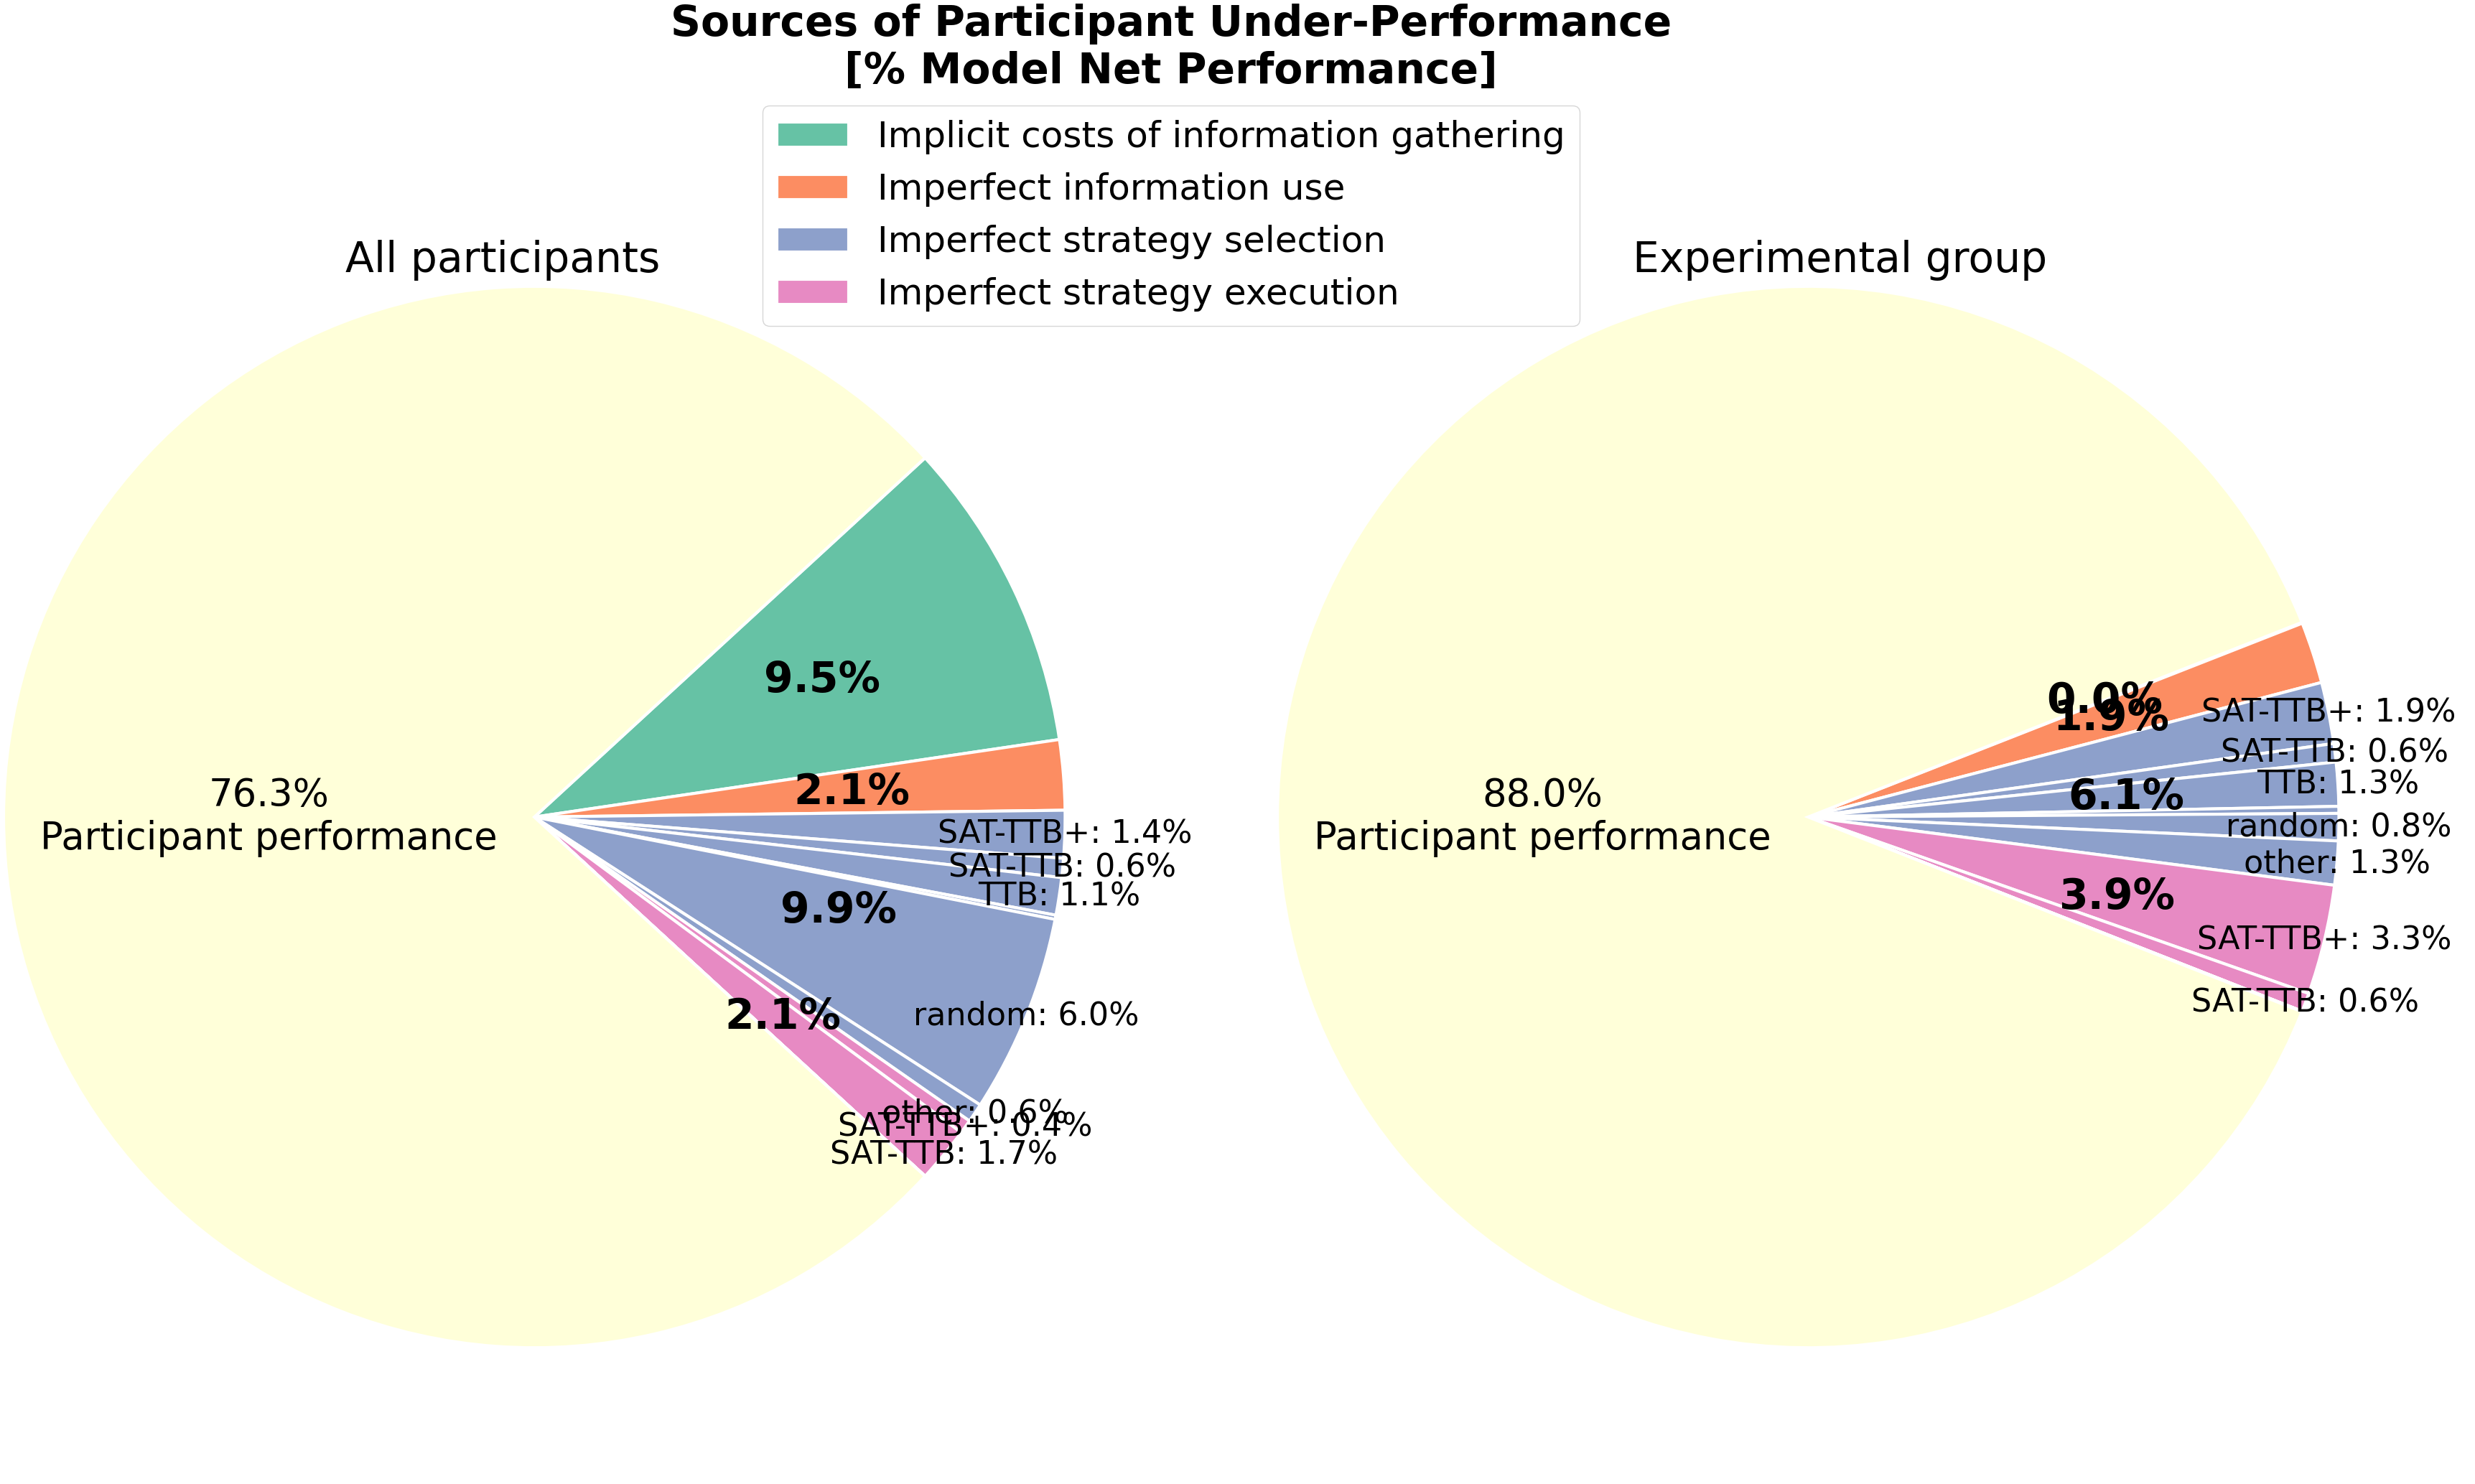 Sources of Participant Under-Performance
[% Model Net Performance]
Implicit costs of information gathering
Imperfect information use
Imperfect strategy selection
Imperfect strategy execution
All participants
76.3%
Participant performance
9.5%
2.1%
SAT-TTB+: 1.4%
SAT-TTB: 0.6%
TTB: 1.1%
9.9%
random: 6.0%
2.1%
other: 0.6%
SAT-TTB+: 0.4%
SAT-TTB: 1.7%
Experimental group
88.0%
Participant performance
0.0%
1.9%
SAT-TTB+: 1.9%
SAT-TTB: 0.6%
TTB: 1.3%
6.1%
random: 0.8%
other: 1.3%
3.9%
SAT-TTB+: 3.3%
SAT-TTB: 0.6%